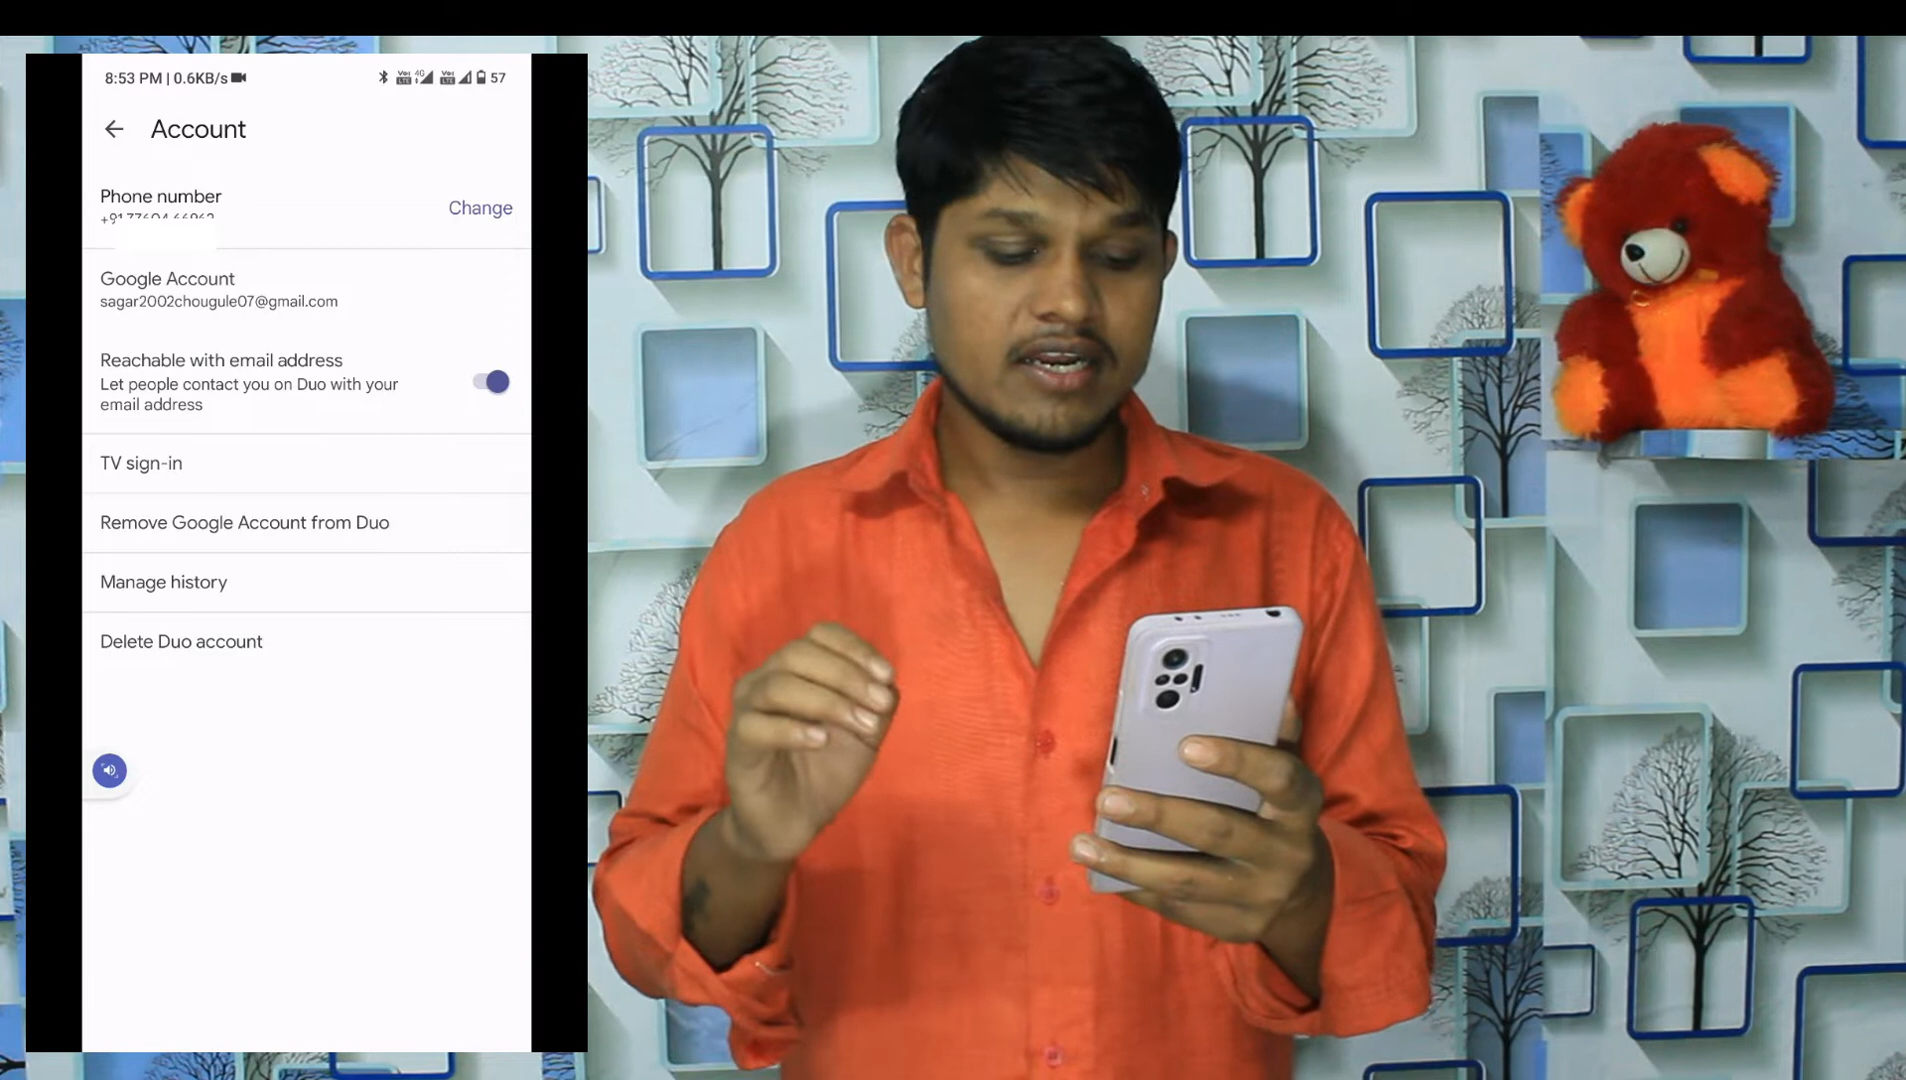 8:53 PM | 0.6KB/s
57
Account
Phone number
Change
Google Account
sagar2002chougule07@gmail.com
Reachable with email address
Let people contact you on Duo with your
email address
TV sign-in
Remove Google Account from Duo
Manage history
Delete Duo account